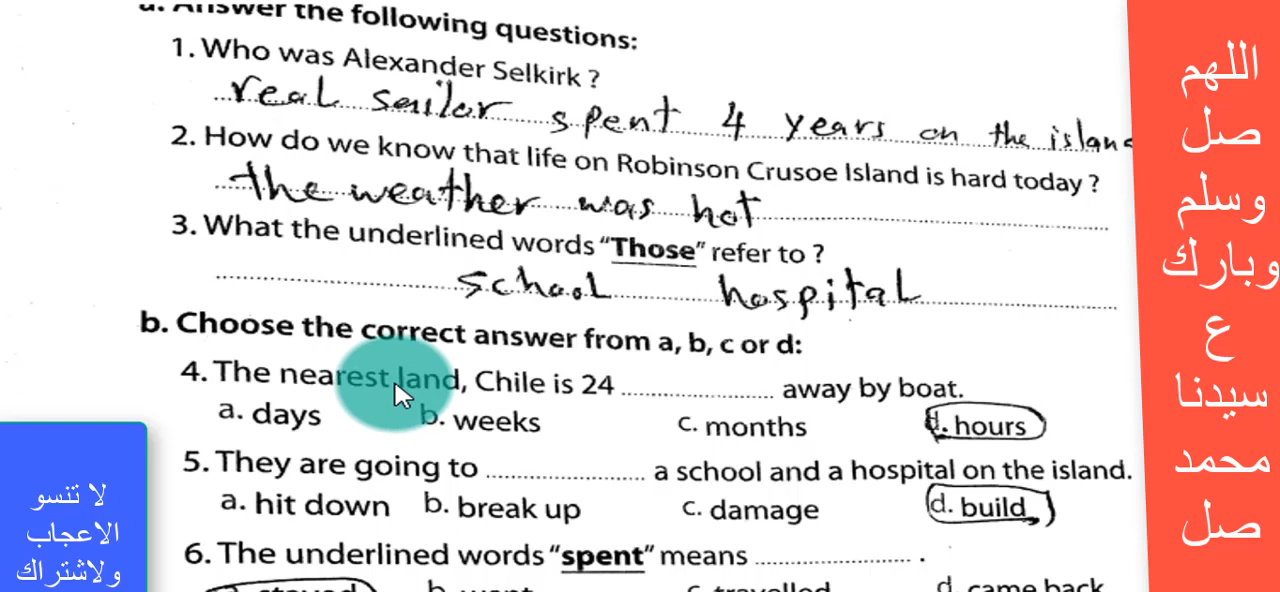 a. Answer the following questions:
1. Who was Alexander Selkirk ?
real sailor spent 4 years on the island
2. How do we know that life on Robinson Crusoe Island is hard today ?
the weather was hot
3. What the underlined words "Those" refer to ?
school hospital
b. Choose the correct answer from a, b, c or d:
4. The nearest land, Chile is 24 .................... away by boat.
a. days b. weeks c. months d. hours
5. They are going to .................... a school and a hospital on the island.
a. hit down b. break up c. damage d. build
6. The underlined words "spent" means .................... .
a. stayed b. went c. travelled d. came back
اللهم
صل
وسلم
وبارك
ع
سيدنا
محمد
صل
لا تنسو
الاعجاب
ولاشتراك